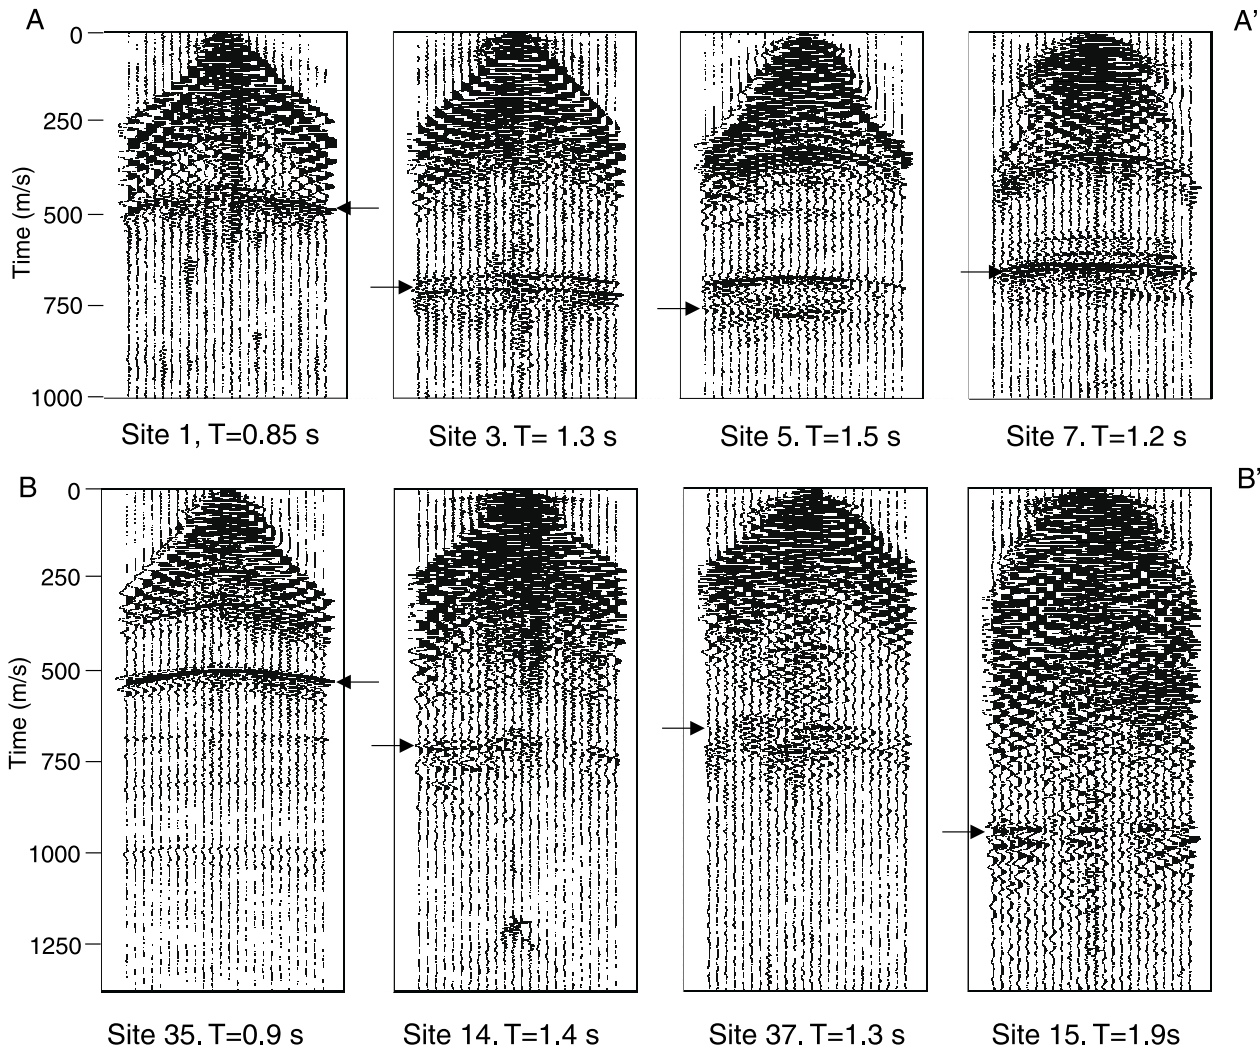 A
A'
0
250
500
750
1000
Time (m/s)
Site 1, T=0.85 s
Site 3. T= 1.3 s
Site 5. T=1.5 s
Site 7. T=1.2 s
B
B'
0
250
500
750
1000
1250
Time (m/s)
Site 35. T=0.9 s
Site 14. T=1.4 s
Site 37. T=1.3 s
Site 15. T=1.9s